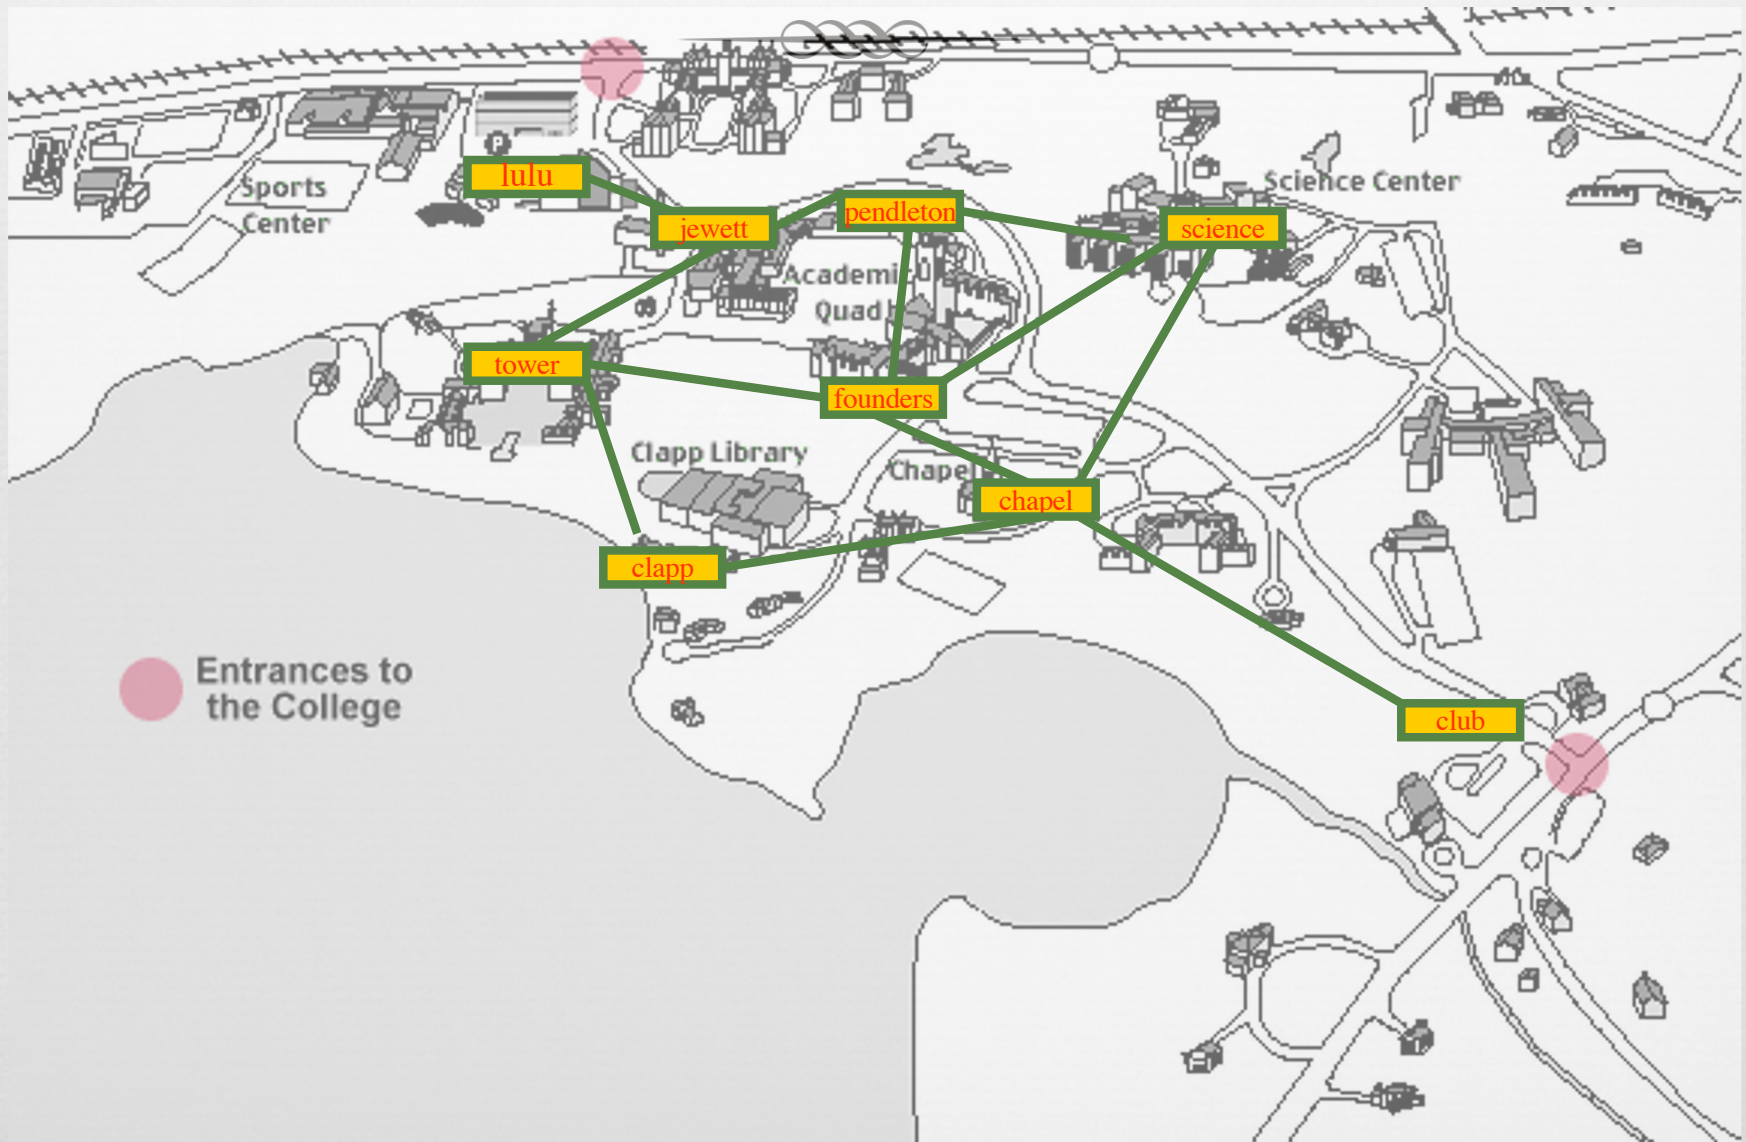 P
lulu
Sports
Center
jewett
pendleton
science
Science Center
Academi
Quad
tower
founders
Clapp Library
Chapel
chapel
clapp
Entrances to
the College
club